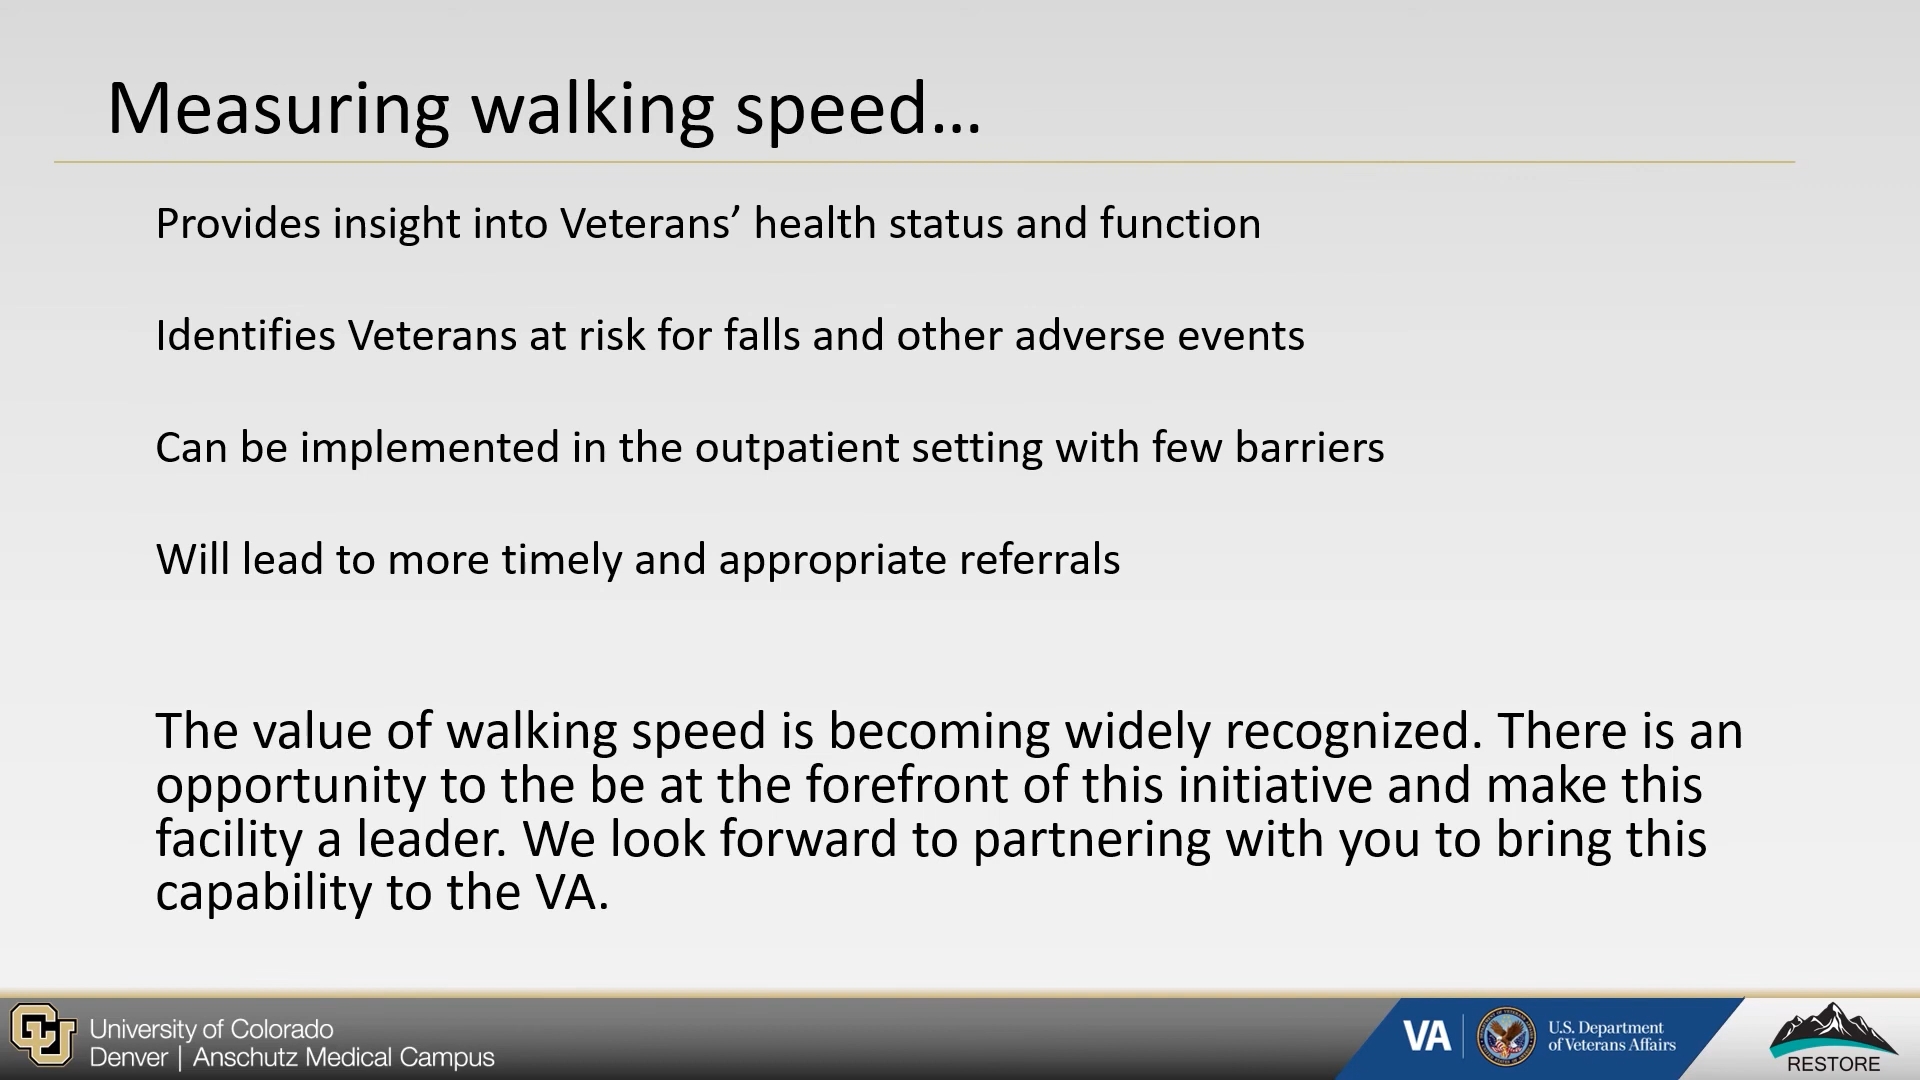 Measuring walking speed…
Provides insight into Veterans’ health status and function
Identifies Veterans at risk for falls and other adverse events
Can be implemented in the outpatient setting with few barriers
Will lead to more timely and appropriate referrals
The value of walking speed is becoming widely recognized. There is an
opportunity to the be at the forefront of this initiative and make this
facility a leader. We look forward to partnering with you to bring this
capability to the VA.
CU
University of Colorado
Denver | Anschutz Medical Campus
VA
U.S. Department
of Veterans Affairs
RESTORE